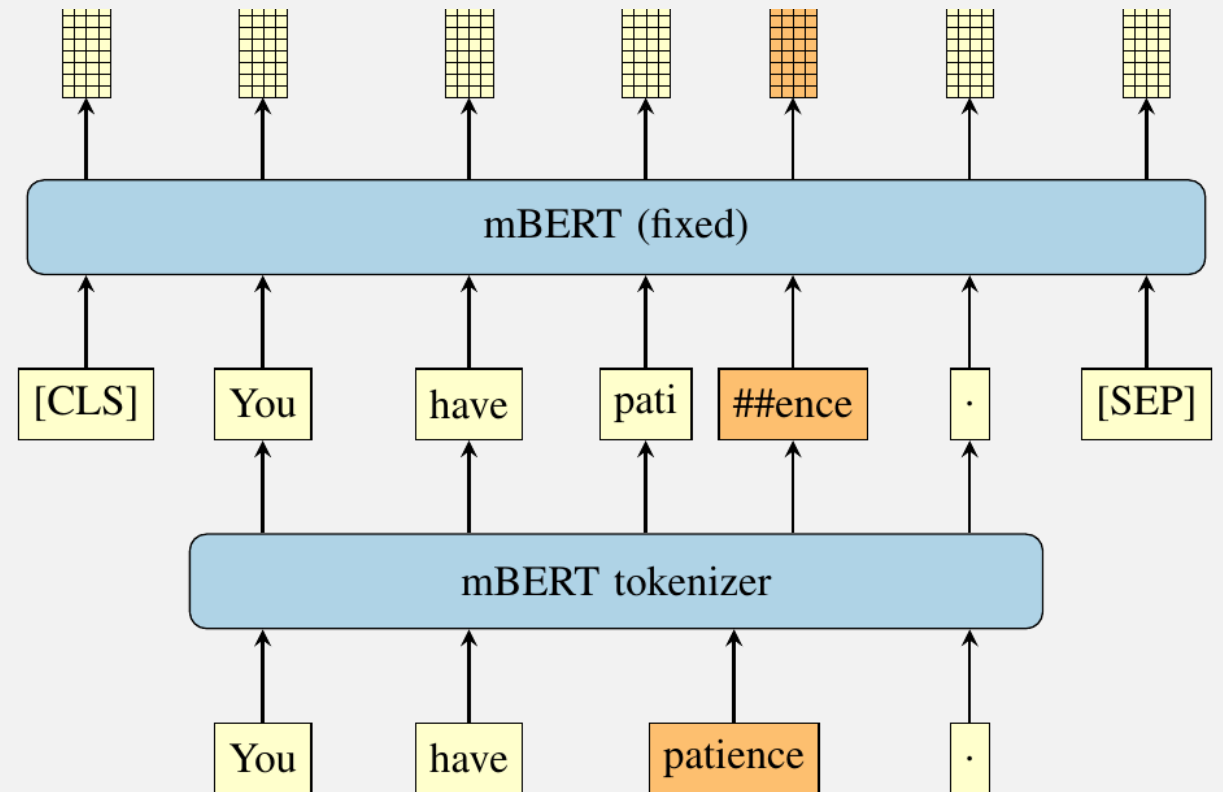 mBERT (fixed)
[CLS] You have pati ##ence . [SEP]
mBERT tokenizer
You have patience .